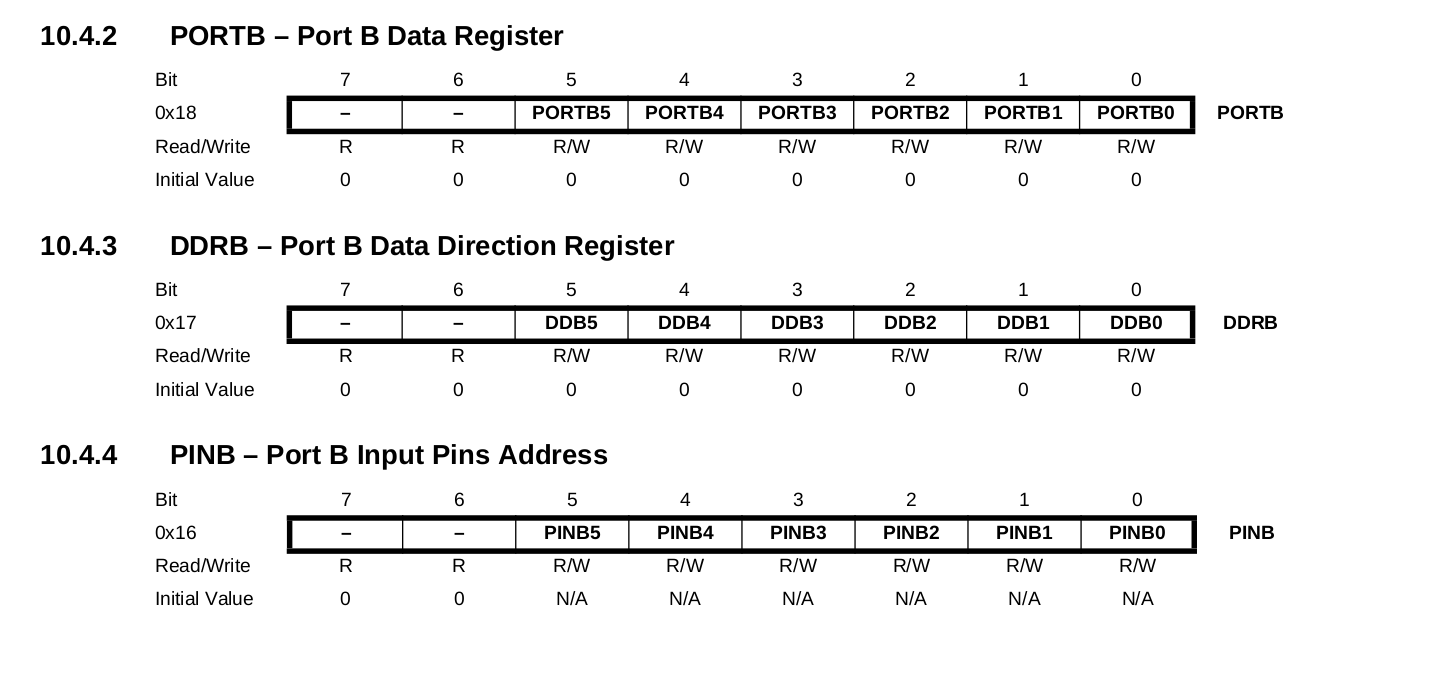 10.4.2 PORTB – Port B Data Register
Bit 7 6 5 4 3 2 1 0
0x18 – – PORTB5 PORTB4 PORTB3 PORTB2 PORTB1 PORTB0 PORTB
Read/Write R R R/W R/W R/W R/W R/W R/W
Initial Value 0 0 0 0 0 0 0 0
10.4.3 DDRB – Port B Data Direction Register
Bit 7 6 5 4 3 2 1 0
0x17 – – DDB5 DDB4 DDB3 DDB2 DDB1 DDB0 DDRB
Read/Write R R R/W R/W R/W R/W R/W R/W
Initial Value 0 0 0 0 0 0 0 0
10.4.4 PINB – Port B Input Pins Address
Bit 7 6 5 4 3 2 1 0
0x16 – – PINB5 PINB4 PINB3 PINB2 PINB1 PINB0 PINB
Read/Write R R R/W R/W R/W R/W R/W R/W
Initial Value 0 0 N/A N/A N/A N/A N/A N/A